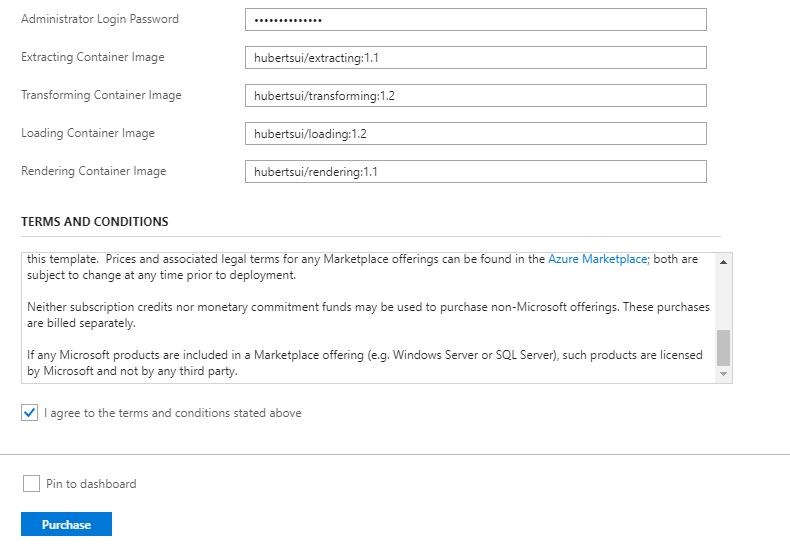 Administrator Login Password
••••••••••••••
Extracting Container Image
hubertsui/extracting:1.1
Transforming Container Image
hubertsui/transforming:1.2
Loading Container Image
hubertsui/loading:1.2
Rendering Container Image
hubertsui/rendering:1.1
TERMS AND CONDITIONS
this template.  Prices and associated legal terms for any Marketplace offerings can be found in the Azure Marketplace; both are
subject to change at any time prior to deployment.
Neither subscription credits nor monetary commitment funds may be used to purchase non-Microsoft offerings. These purchases
are billed separately.
If any Microsoft products are included in a Marketplace offering (e.g. Windows Server or SQL Server), such products are licensed
by Microsoft and not by any third party.
I agree to the terms and conditions stated above
Pin to dashboard
Purchase